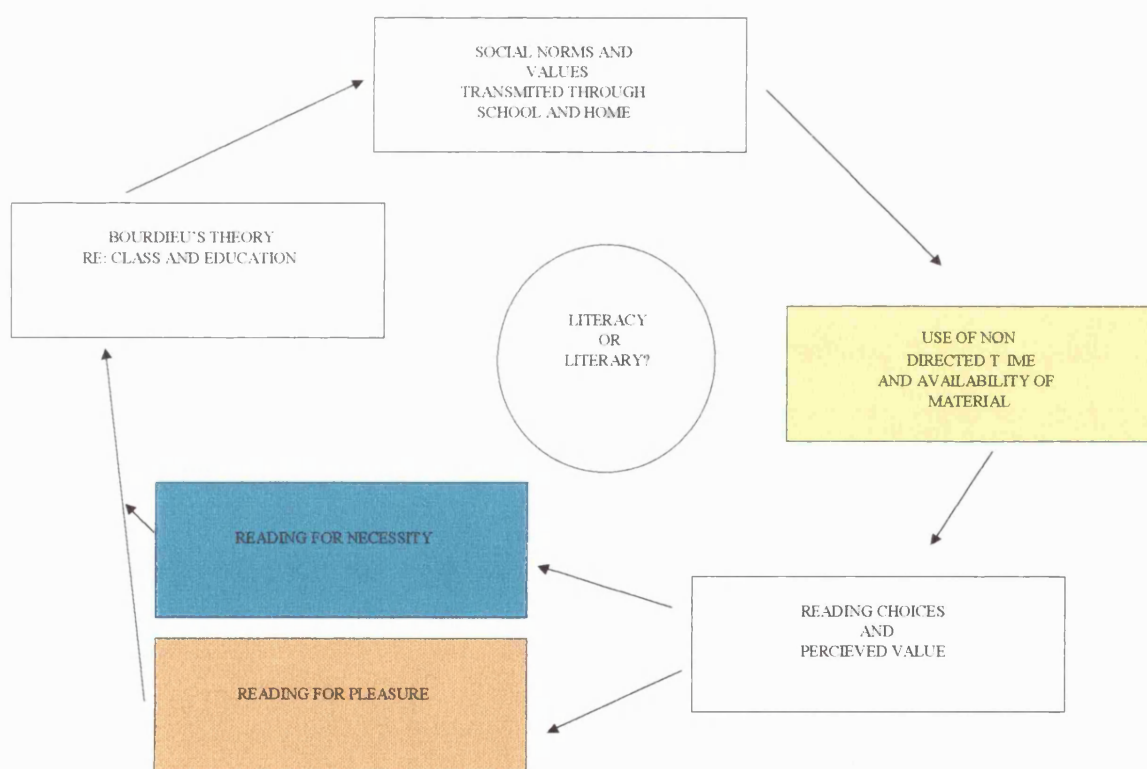 SOCIAL NORMS AND
VALUES
TRANSMITED THROUGH
SCHOOL AND HOME
BOURDIEU'S THEORY
RE: CLASS AND EDUCATION
LITERACY
OR
LITERARY?
USE OF NON
DIRECTED T IME
AND AVAILABILITY OF
MATERIAL
READING FOR NECESSITY
READING CHOICES
AND
PERCIEVED VALUE
READING FOR PLEASURE